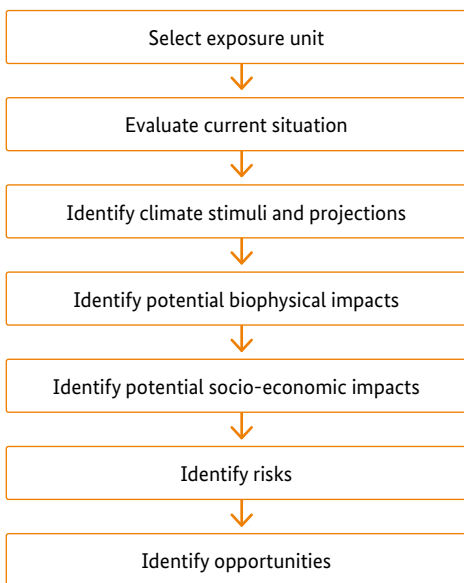 Select exposure unit
Evaluate current situation
Identify climate stimuli and projections
Identify potential biophysical impacts
Identify potential socio-economic impacts
Identify risks
Identify opportunities